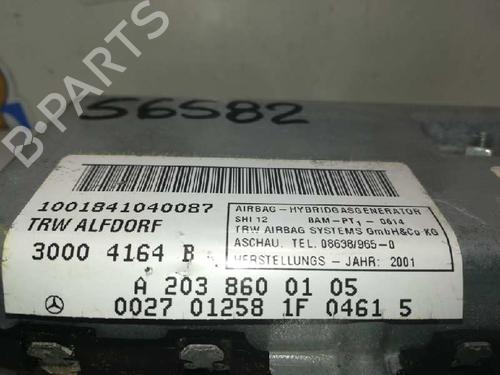 56582
B-PARTS
1001841040087
TRW ALFDORF
3000 4164 B
AIRBAG - HYBRIDGASGENERATOR
SHI 12 BAM-PT1 - 0614
TRW AIRBAG SYSTEMS GmbH&Co·KG
ASCHAU. TEL. 08638/965-0
HERSTELLUNGS - JAHR: 2001
A 203 860 01 05
0027 01258 1F 0461 5